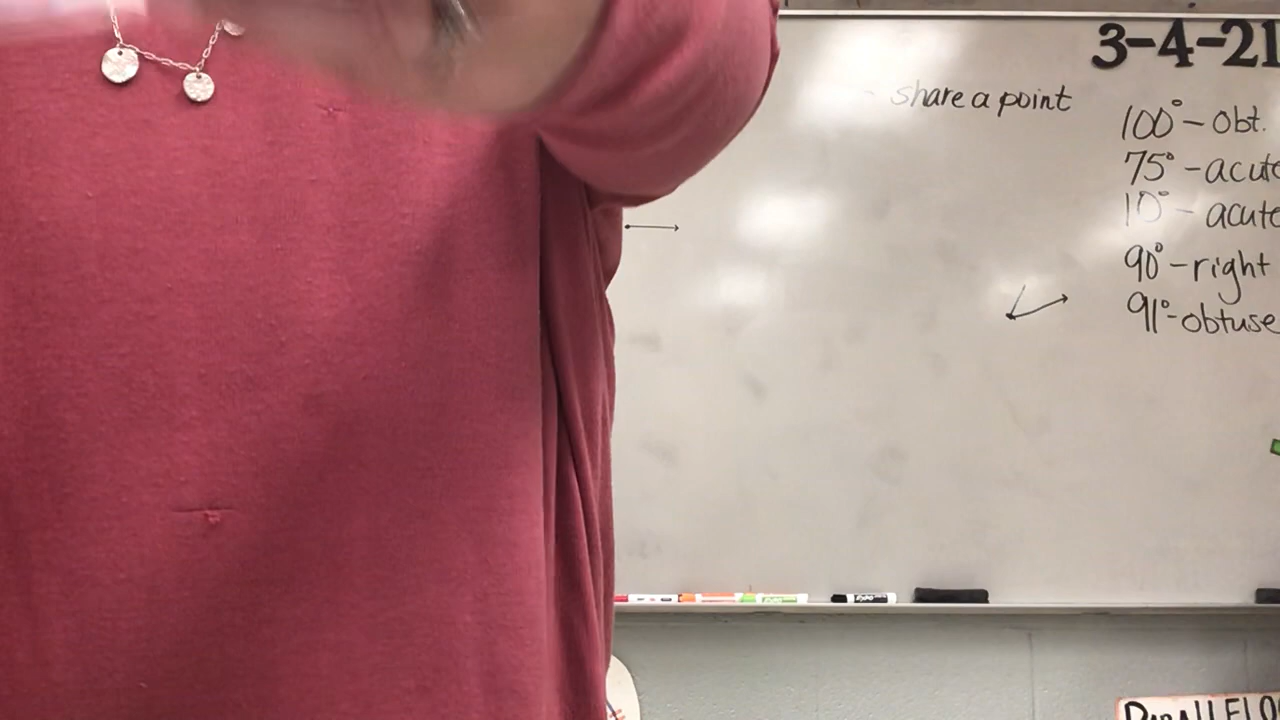 3-4-21
share a point
100° - obt.
75° - acute
10° - acute
90° - right
91° - obtuse